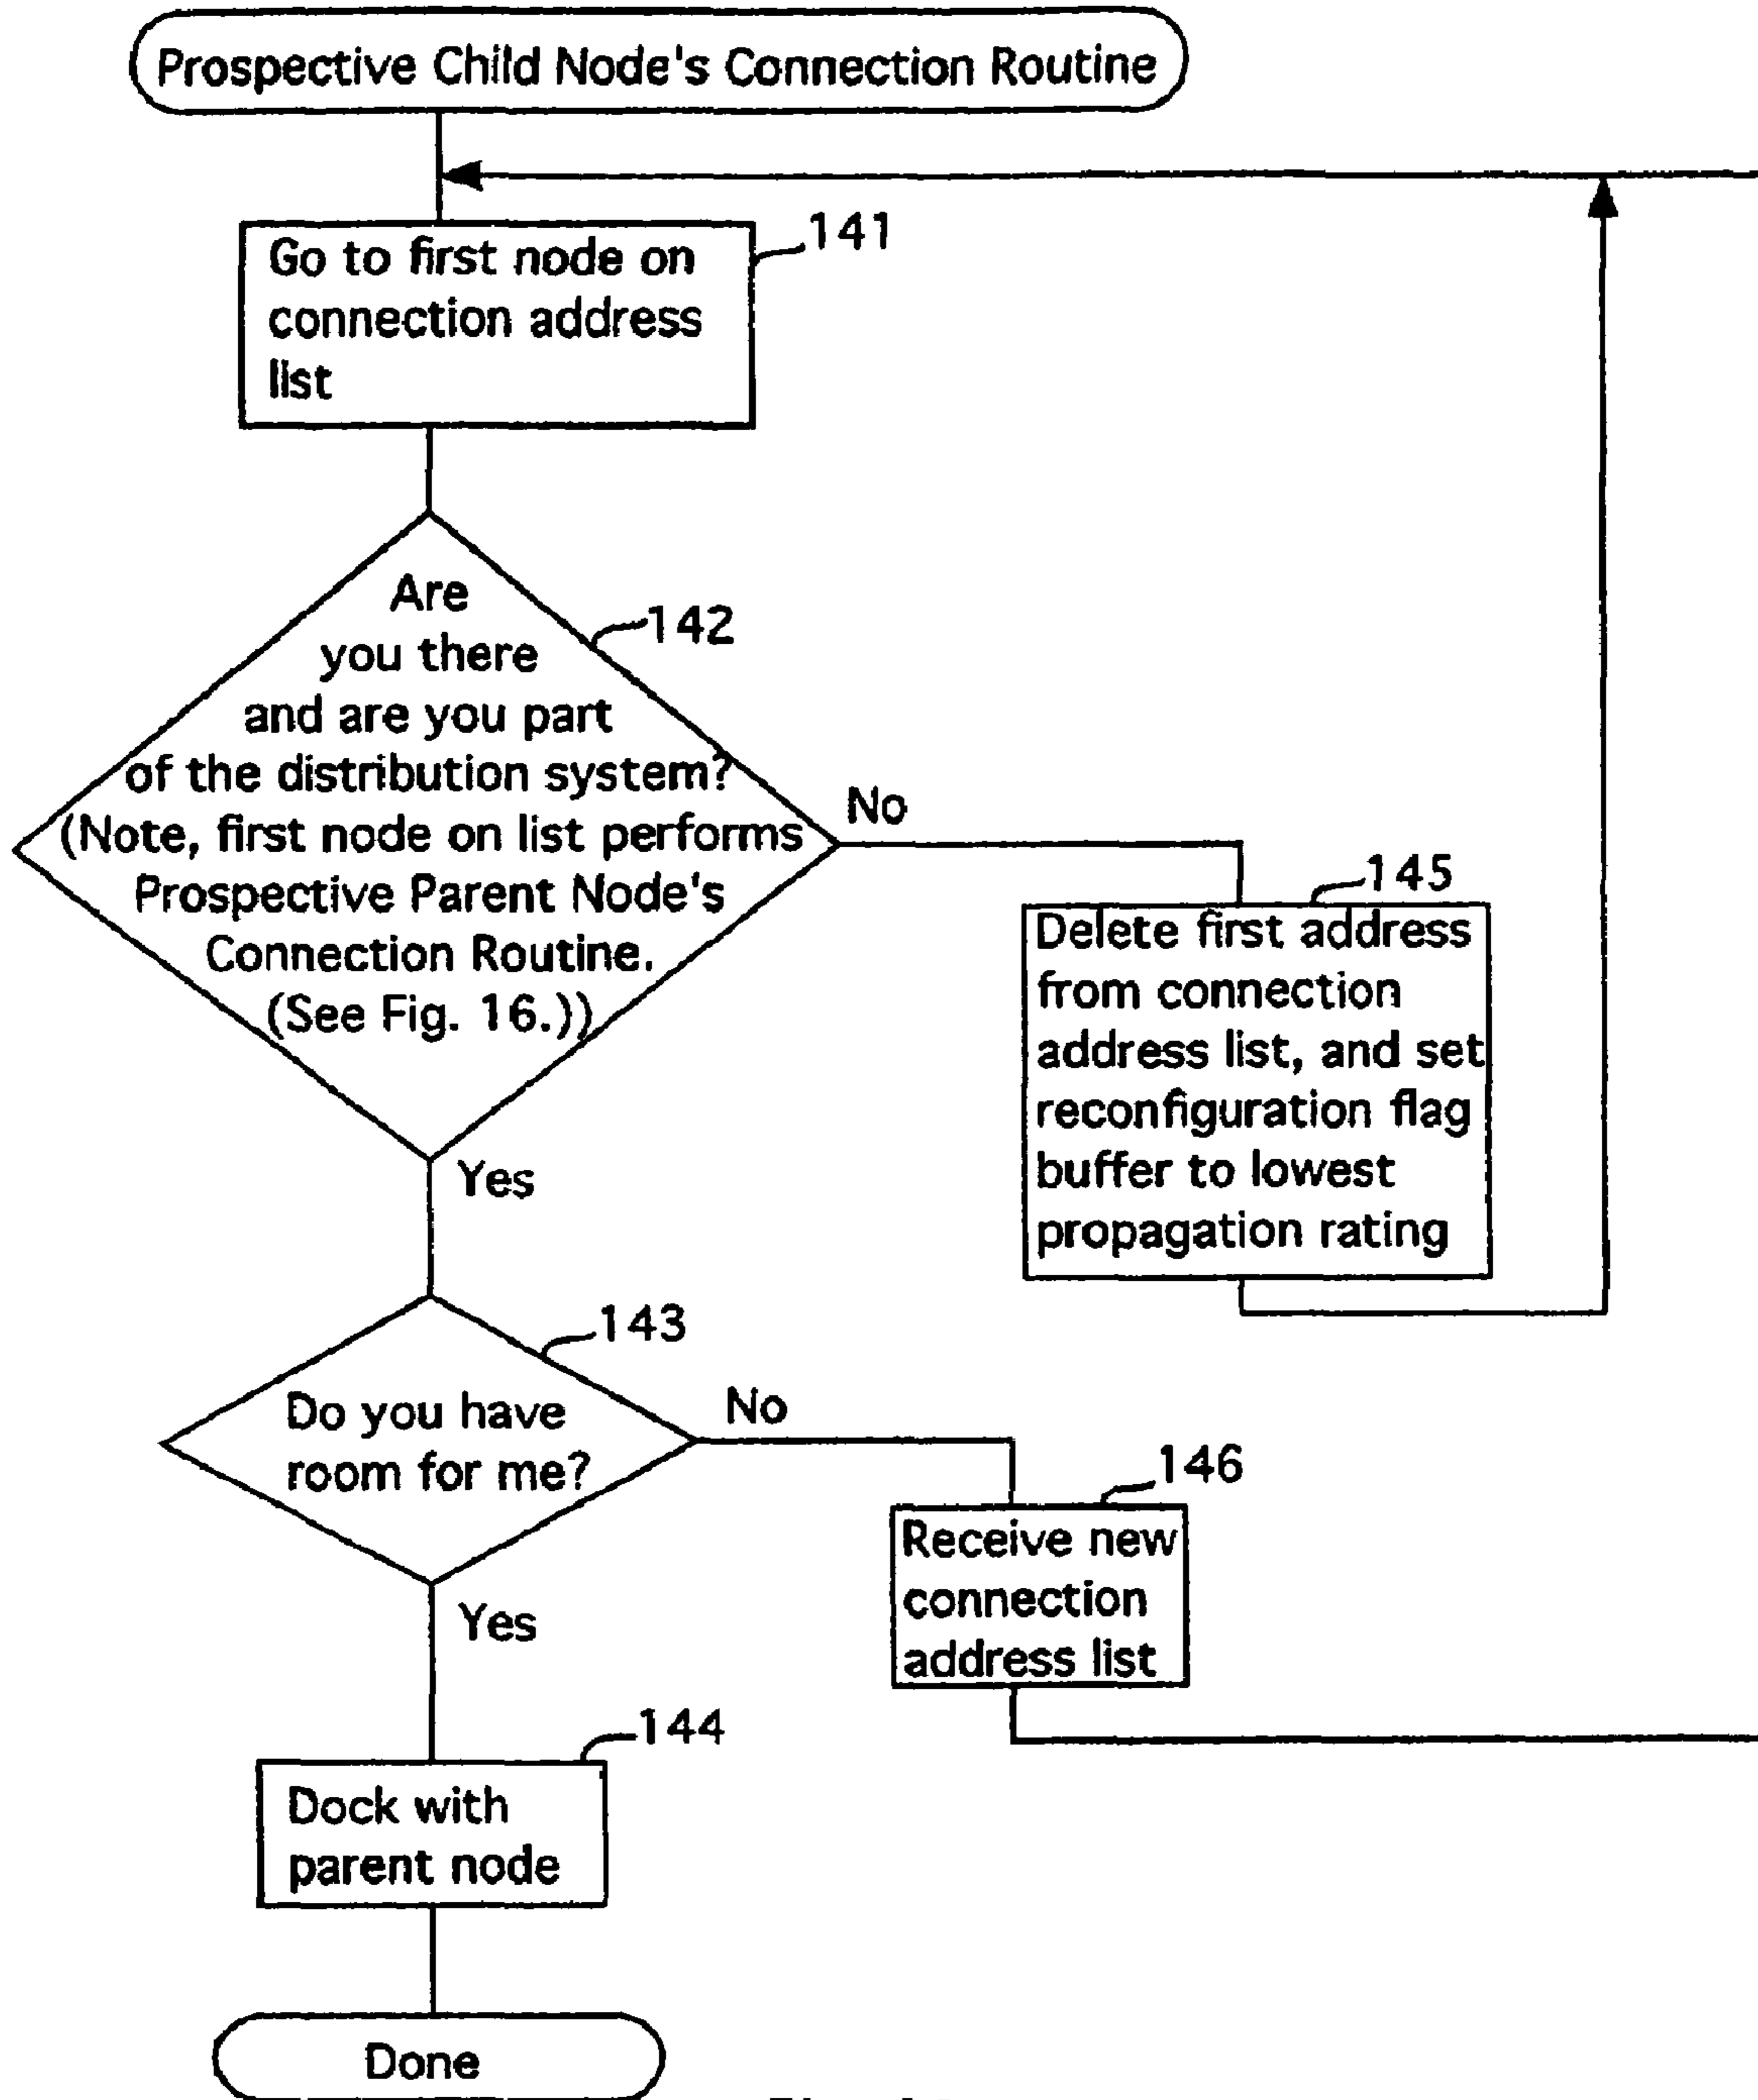 Prospective Child Node's Connection Routine
141
Go to first node on
connection address
list
142
Are
you there
and are you part
of the distribution system?
(Note, first node on list performs
Prospective Parent Node's
Connection Routine.
(See Fig. 16.))
No
145
Delete first address
from connection
address list, and set
reconfiguration flag
buffer to lowest
propagation rating
Yes
143
Do you have
room for me?
No
146
Receive new
connection
address list
Yes
144
Dock with
parent node
Done